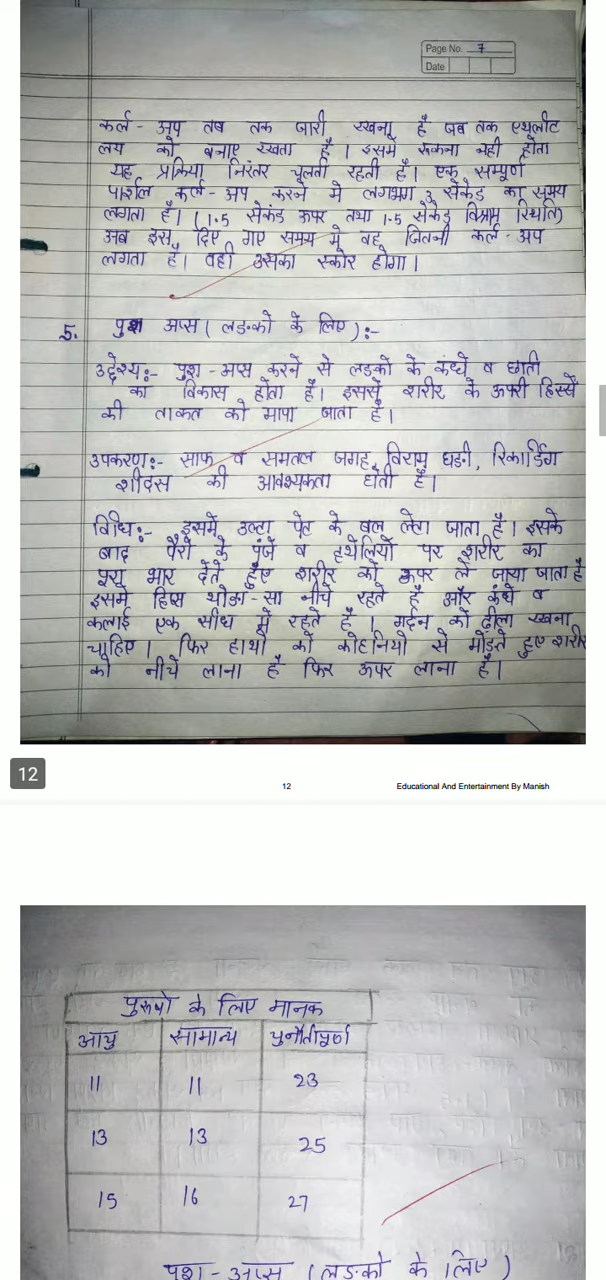 Page No. 7
Date
कर्ल - अप तब तक जारी रखना है जब तक एथलीट
लय को बनाए रखता है। इसमे रूकना नही होता
यह प्रक्रिया निरंतर चलती रहती है। एक सम्पूर्ण
पार्शल कर्ल - अप करने मे लगभग 3 सेकेंड का समय
लगता है। (1.5 सेकंड ऊपर तथा 1.5 सेकेंड विश्राम स्थिति)
अब इस दिए गए समय मे वह जितनी कर्ल - अप
लगता है। वही उसका स्कोर होगा।
5. पुश अप्स (लड़को के लिए) :-
उद्देश्य :- पुश - अप्स करने से लड़को के कंधे व छाती
का विकास होता है। इससे शरीर के ऊपरी हिस्से
की ताकत को मापा जाता है।
उपकरण :- साफ व समतल जगह, विराम घड़ी, रिकार्डिंग
शीटस की आवश्यकता होती है।
विधि :- इसमें उल्टा पेट के बल लेटा जाता है। इसके
बाद पैरो के पंजे व हथेलियो पर शरीर का
पूरा भार देते हुए शरीर को ऊपर ले जाया जाता है
इसमें हिप्स थोड़ा - सा नीचे रहते है और कंधे व
कलाई एक सीध मे रहते है। गर्दन को ढीला रखना
चाहिए। फिर हाथो को कोहनियो से मोड़ते हुए शरीर
को नीचे लाना है फिर ऊपर लाना है।
12
12 Educational And Entertainment By Manish
पुरूषो के लिए मानक
आयु सामान्य चुनौतीपूर्ण
11 11 23
13 13 25
15 16 27
पुश - अप्स (लड़को के लिए)